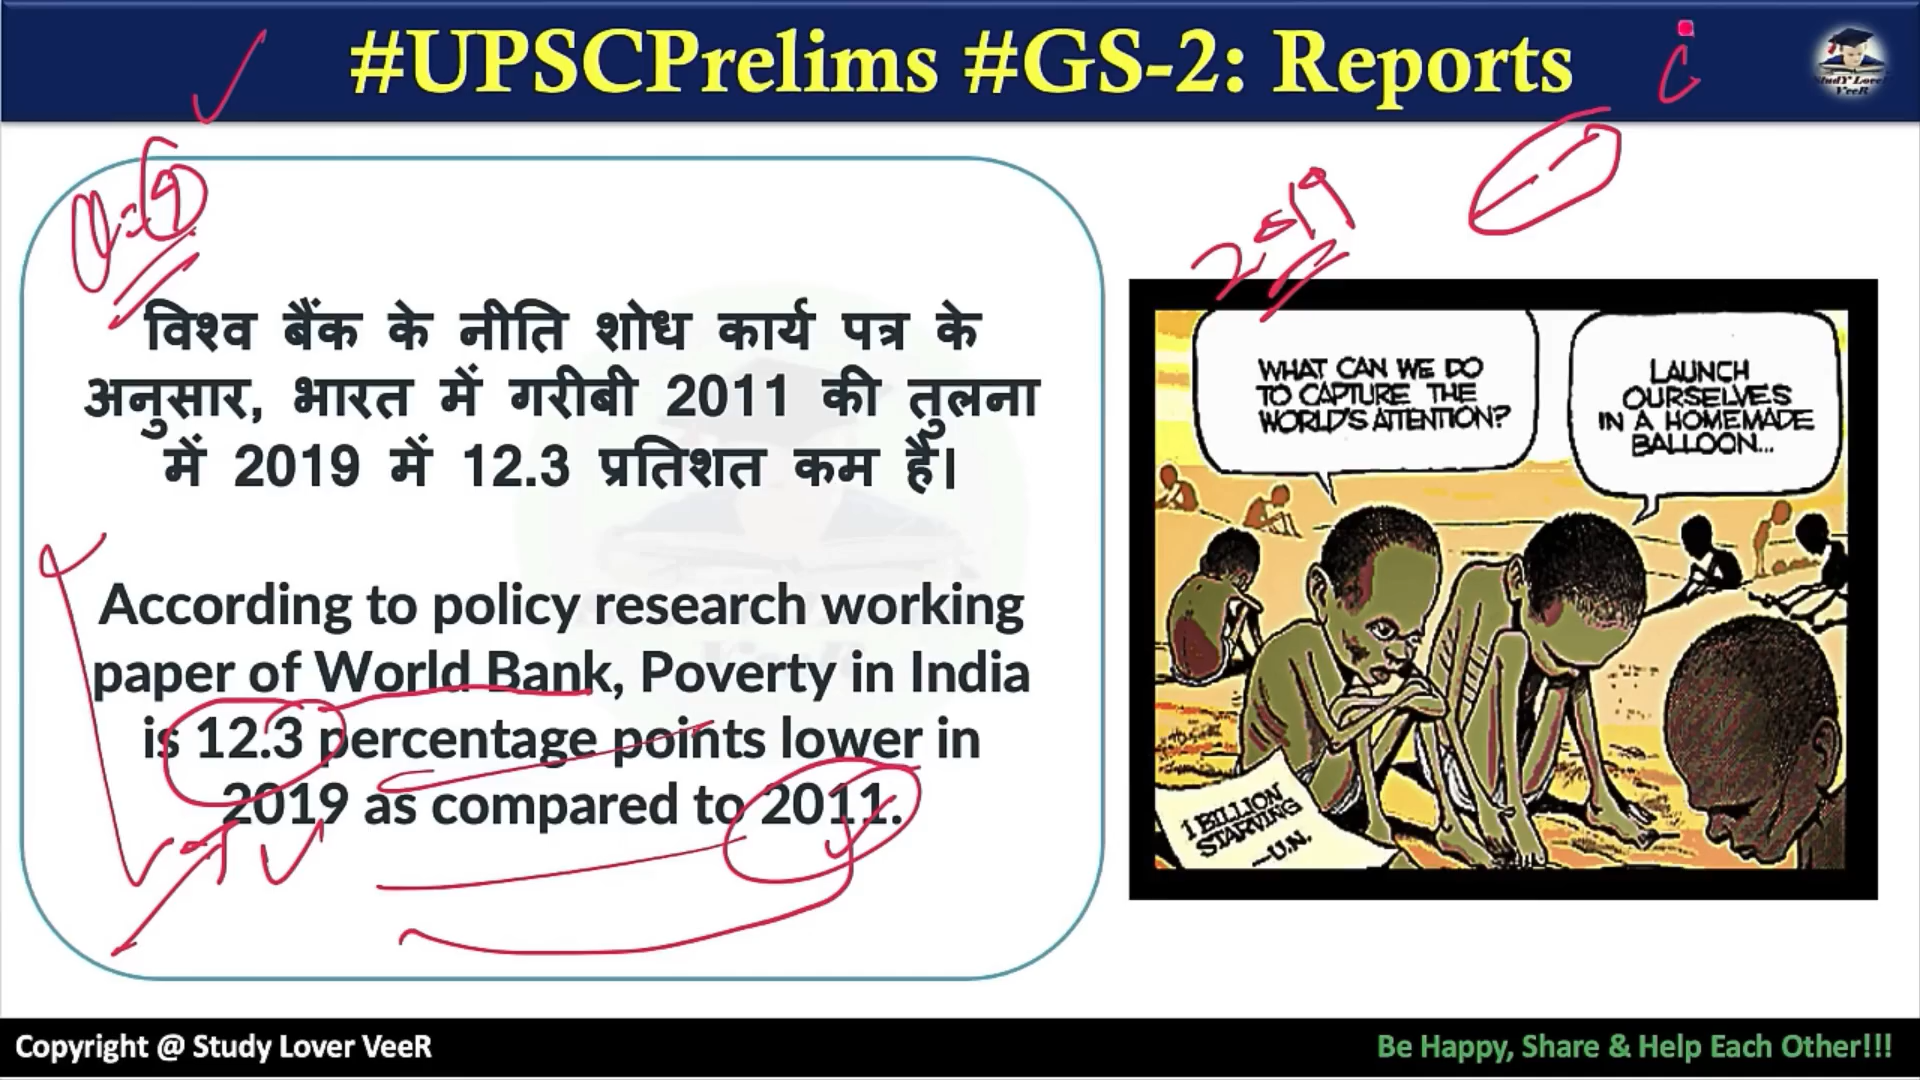 #UPSCPrelims #GS-2: Reports
विश्व बैंक के नीति शोध कार्य पत्र के
अनुसार, भारत में गरीबी 2011 की तुलना
में 2019 में 12.3 प्रतिशत कम है।
According to policy research working
paper of World Bank, Poverty in India
is 12.3 percentage points lower in
2019 as compared to 2011.
2019
WHAT CAN WE DO
TO CAPTURE THE
WORLD'S ATTENTION?
LAUNCH
OURSELVES
IN A HOMEMADE
BALLOON...
1 BILLION
STARVING
—U.N.
Copyright @ Study Lover VeeR
Be Happy, Share & Help Each Other!!!